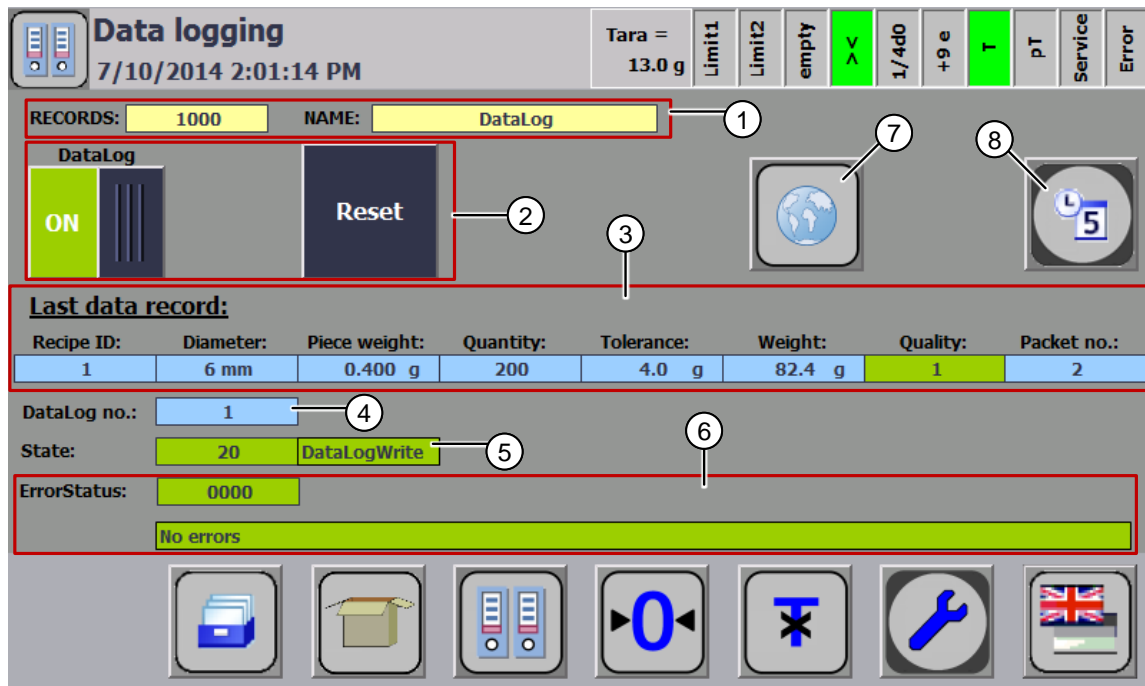 Data logging
7/10/2014 2:01:14 PM
Tara =
13.0 g
Limit1
Limit2
empty
> <
1/4d0
+9 e
T
pT
Service
Error
RECORDS: 1000 NAME: DataLog
1
DataLog
ON
Reset
2
7
8
5
3
Last data record:
Recipe ID: Diameter: Piece weight: Quantity: Tolerance: Weight: Quality: Packet no.:
1 6 mm 0.400 g 200 4.0 g 82.4 g 1 2
DataLog no.: 1
4
State: 20 DataLogWrite
5
6
ErrorStatus: 0000
No errors
0
T